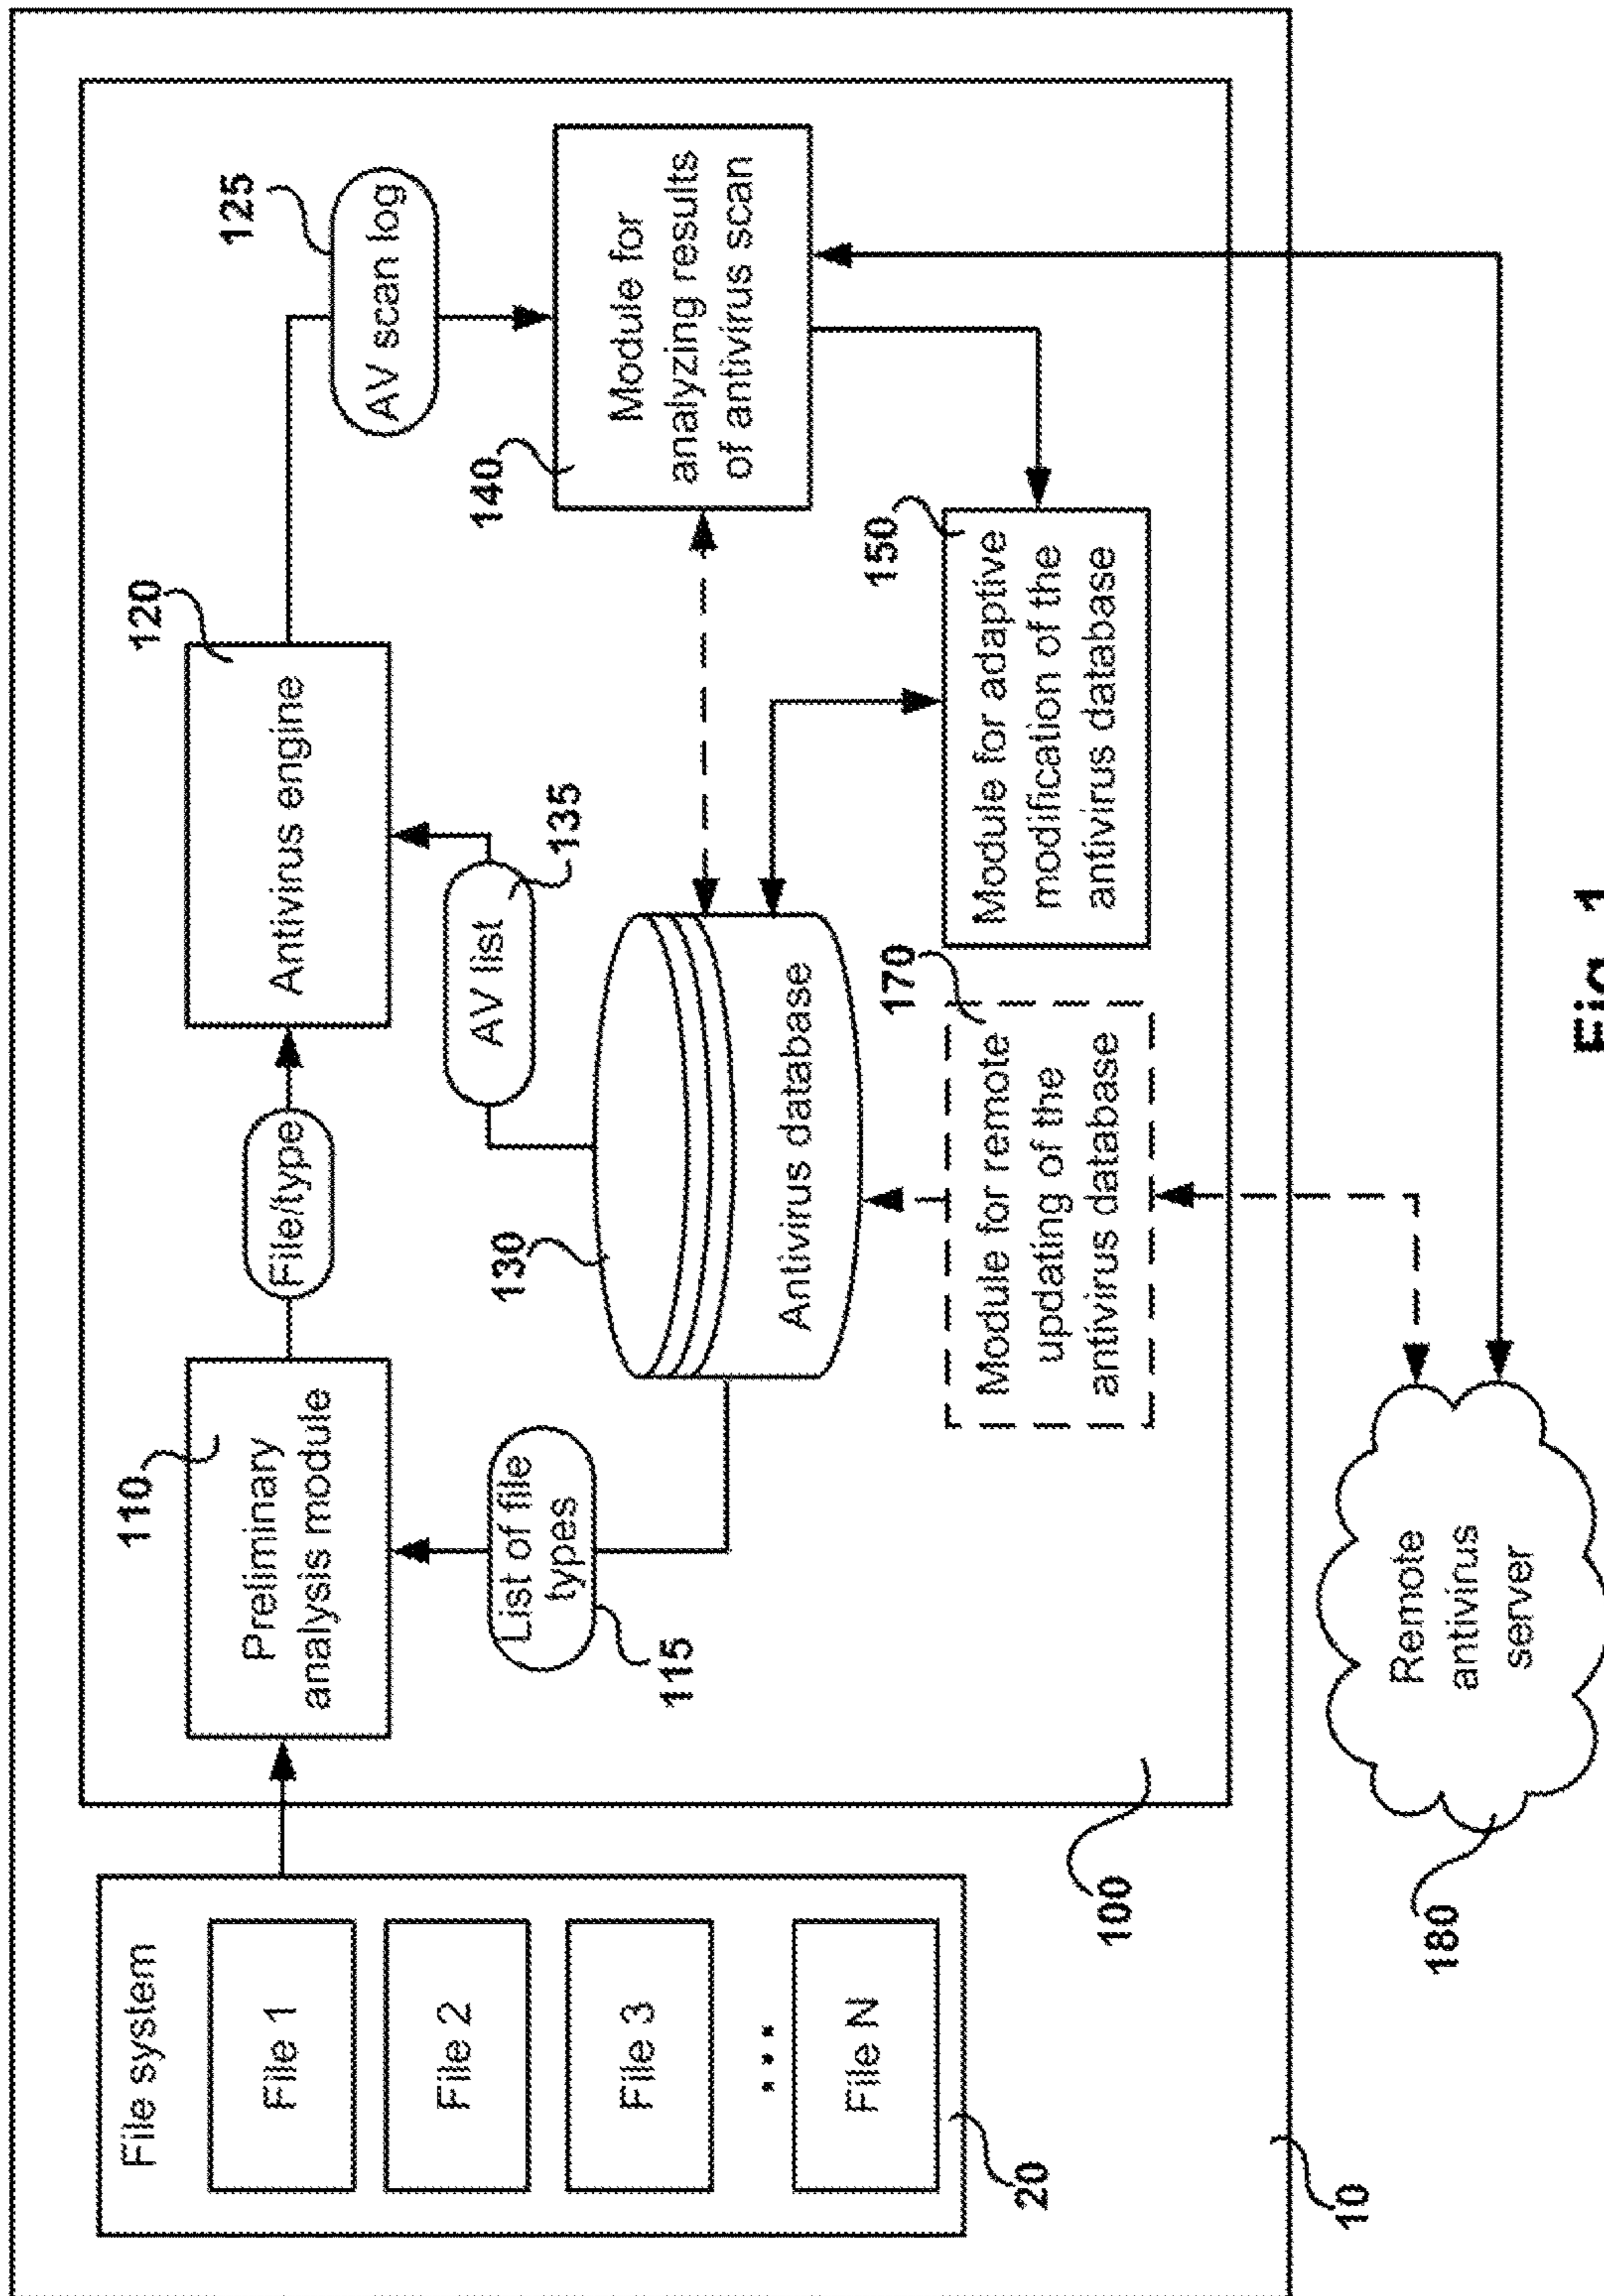 File system
File 1
File 2
File 3
...
File N
20
10
110
Preliminary
analysis module
List of file
types
115
File/type
120
Antivirus engine
AV list
135
130
Antivirus database
125
AV scan log
140
Module for
analyzing results
of antivirus scan
150
Module for adaptive
modification of the
antivirus database
170
Module for remote
updating of the
antivirus database
100
Remote
antivirus
server
180
Fig. 1